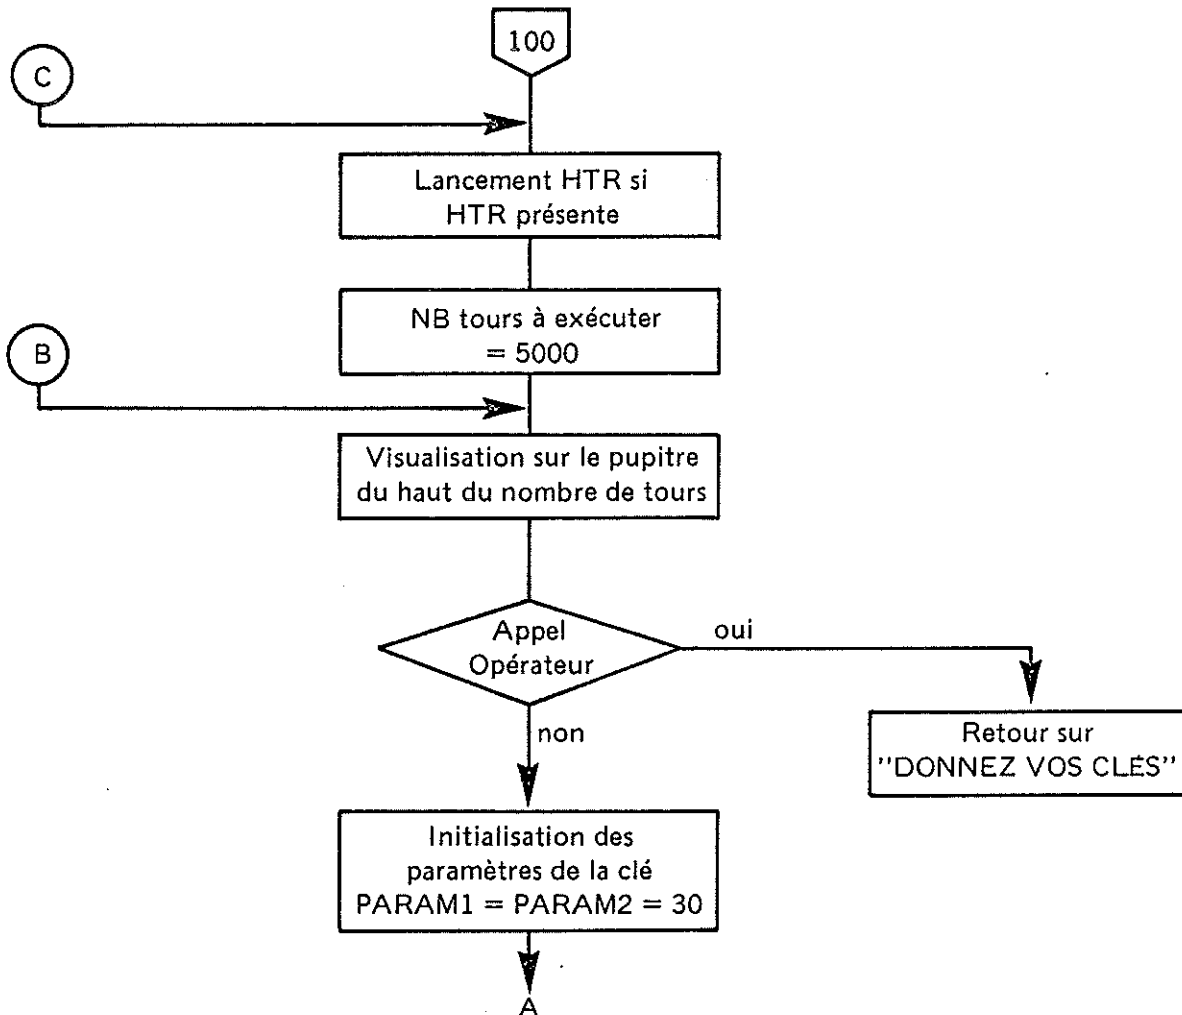 100
C
Lancement HTR si
HTR présente
NB tours à exécuter
= 5000
B
Visualisation sur le pupitre
du haut du nombre de tours
Appel
Opérateur
oui
non
Retour sur
"DONNEZ VOS CLÉS"
Initialisation des
paramètres de la clé
PARAM1 = PARAM2 = 30
A